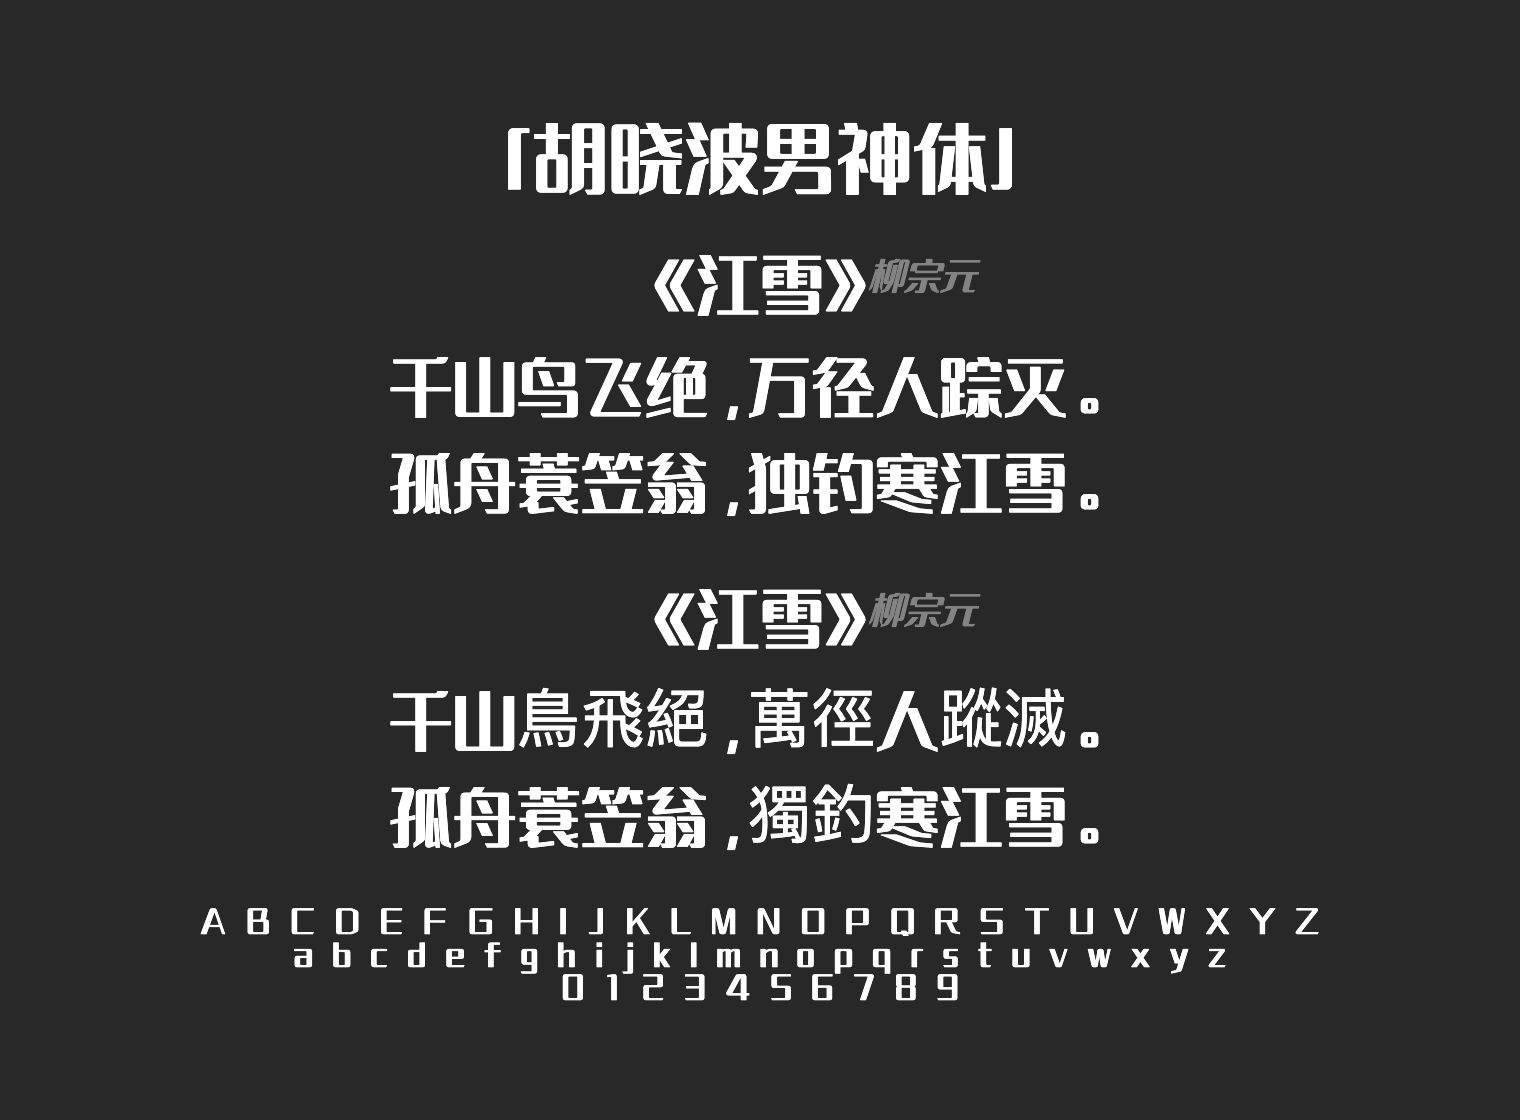 「胡晓波男神体」
《江雪》柳宗元
千山鸟飞绝,万径人踪灭。
孤舟蓑笠翁,独钓寒江雪。
《江雪》柳宗元
千山鳥飛絕,萬徑人蹤滅。
孤舟蓑笠翁,獨釣寒江雪。
A B C D E F G H I J K L M N O P Q R S T U V W X Y Z
a b c d e f g h i j k l m n o p q r s t u v w x y z
0 1 2 3 4 5 6 7 8 9